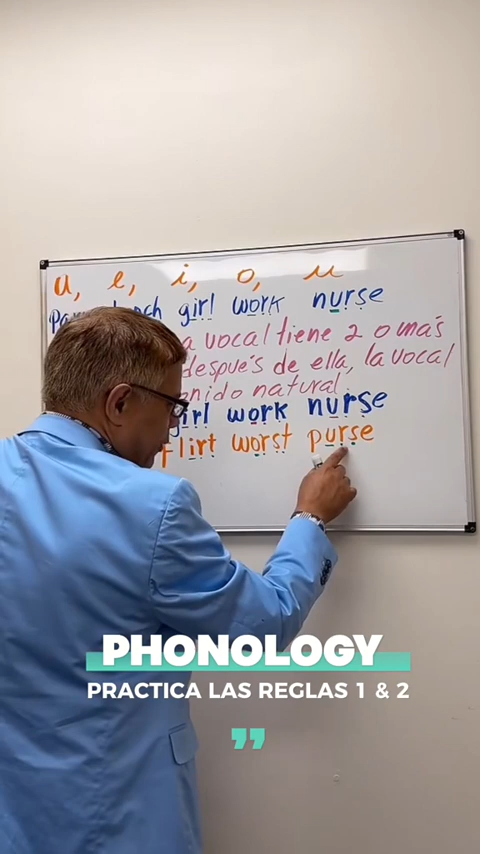 a, e, i, o, u
girl work nurse
a vocal tiene 2 o más
después de ella, la vocal
nido natural.
girl work nurse
flirt worst purse
PHONOLOGY
PRACTICA LAS REGLAS 1 & 2
”